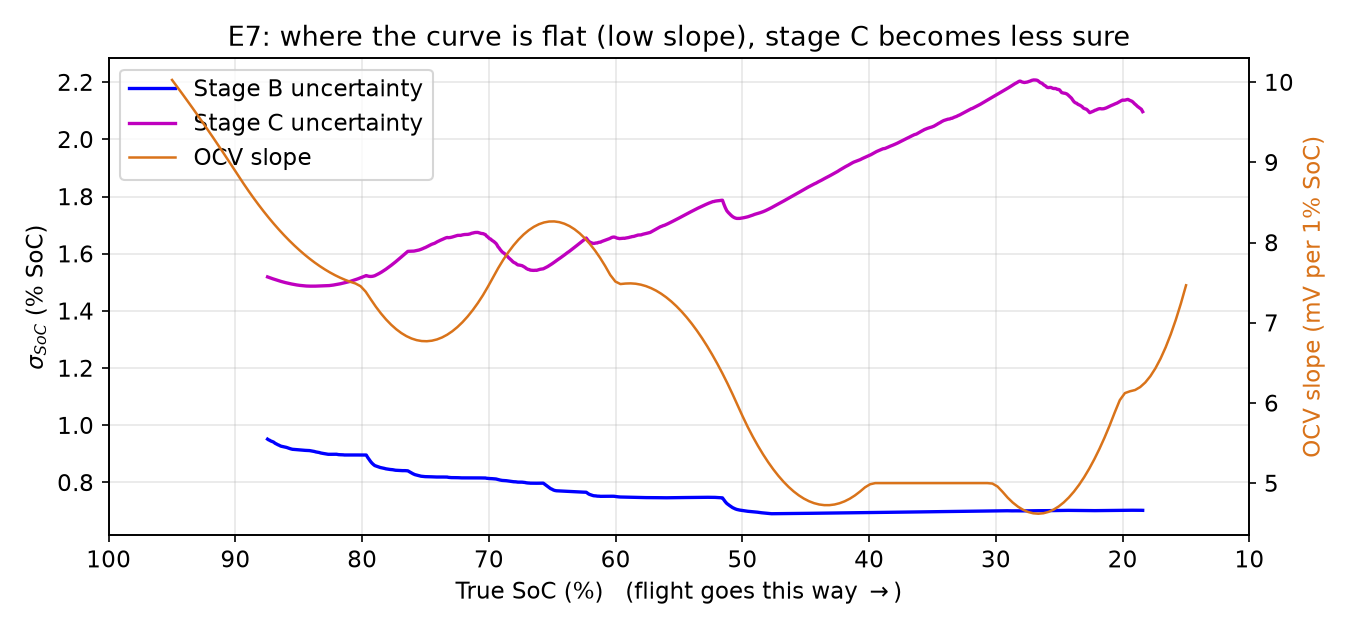 E7: where the curve is flat (low slope), stage C becomes less sure
Stage B uncertainty
Stage C uncertainty
OCV slope
σSoC (% SoC)
2.2
2.0
1.8
1.6
1.4
1.2
1.0
0.8
10
9
8
7
6
5
OCV slope (mV per 1% SoC)
100 90 80 70 60 50 40 30 20 10
True SoC (%) (flight goes this way →)